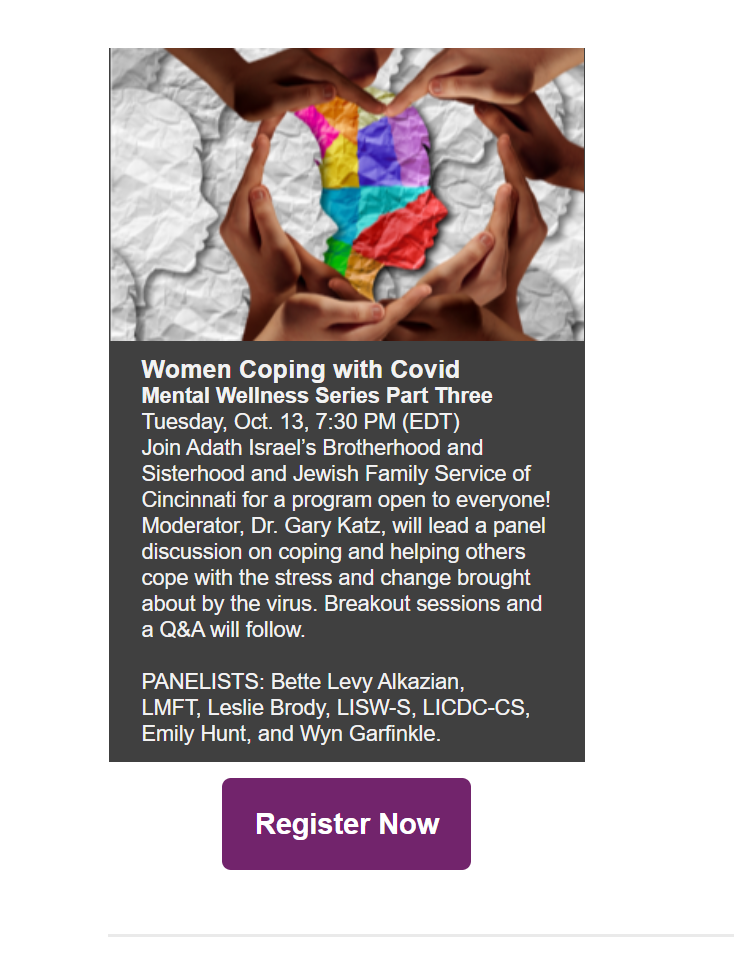 Women Coping with Covid
Mental Wellness Series Part Three
Tuesday, Oct. 13, 7:30 PM (EDT)
Join Adath Israel’s Brotherhood and
Sisterhood and Jewish Family Service of
Cincinnati for a program open to everyone!
Moderator, Dr. Gary Katz, will lead a panel
discussion on coping and helping others
cope with the stress and change brought
about by the virus. Breakout sessions and
a Q&A will follow.
PANELISTS: Bette Levy Alkazian,
LMFT, Leslie Brody, LISW-S, LICDC-CS,
Emily Hunt, and Wyn Garfinkle.
Register Now